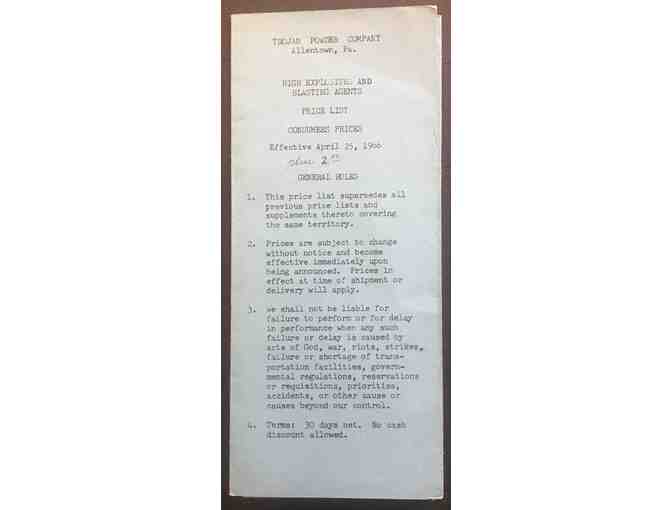 TROJAN POWDER COMPANY
Allentown, Pa.
HIGH EXPLOSIVES AND
BLASTING AGENTS
PRICE LIST
CONSUMERS PRICES
Effective April 25, 1966
plus 2
GENERAL RULES
1. This price list supersedes all
previous price lists and
supplements thereto covering
the same territory.
2. Prices are subject to change
without notice and become
effective immediately upon
being announced. Prices in
effect at time of shipment or
delivery will apply.
3. We shall not be liable for
failure to perform or for delay
in performance when any such
failure or delay is caused by
acts of God, war, riots, strikes,
failure or shortage of trans-
portation facilities, govern-
mental regulations, reservations
or requisitions, priorities,
accidents, or other cause or
causes beyond our control.
4. Terms: 30 days net. No cash
discount allowed.